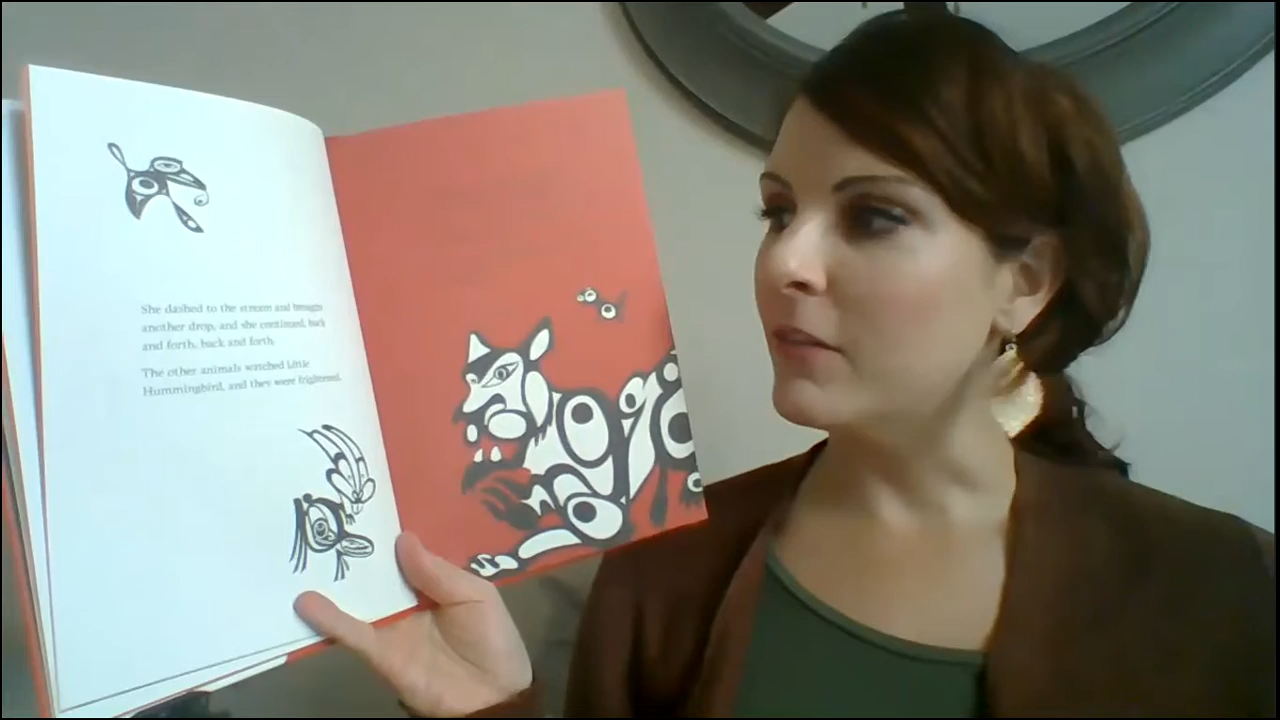 She dashed to the stream and brought
another drop, and she continued, back
and forth, back and forth.
The other animals watched Little
Hummingbird, and they were frightened.